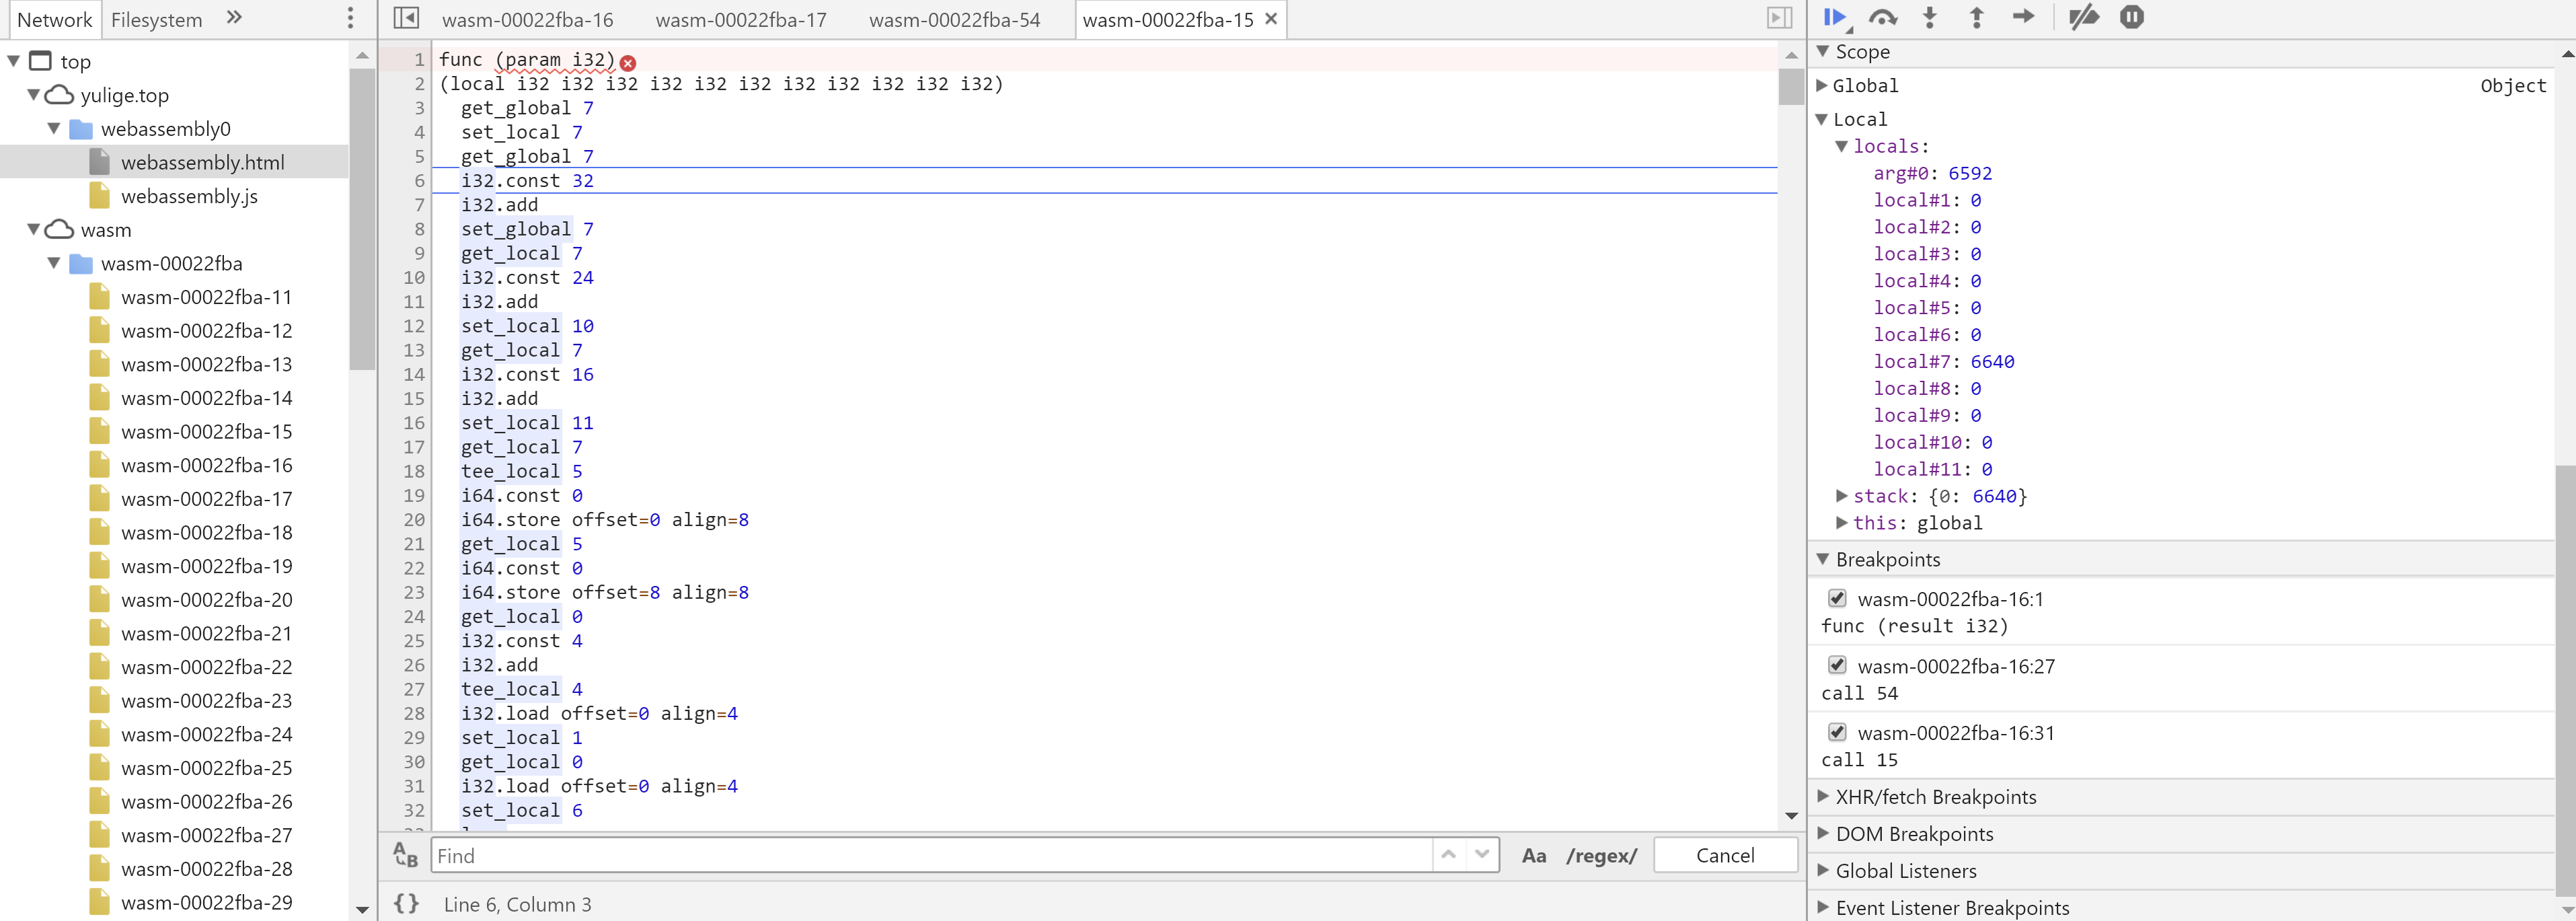 Network
Filesystem
»
top
yulige.top
webassembly0
webassembly.html
webassembly.js
wasm
wasm-00022fba
wasm-00022fba-11
wasm-00022fba-12
wasm-00022fba-13
wasm-00022fba-14
wasm-00022fba-15
wasm-00022fba-16
wasm-00022fba-17
wasm-00022fba-18
wasm-00022fba-19
wasm-00022fba-20
wasm-00022fba-21
wasm-00022fba-22
wasm-00022fba-23
wasm-00022fba-24
wasm-00022fba-25
wasm-00022fba-26
wasm-00022fba-27
wasm-00022fba-28
wasm-00022fba-29
wasm-00022fba-16
wasm-00022fba-17
wasm-00022fba-54
wasm-00022fba-15 ×
1 func (param i32)
2 (local i32 i32 i32 i32 i32 i32 i32 i32 i32 i32 i32)
3 get_global 7
4 set_local 7
5 get_global 7
6 i32.const 32
7 i32.add
8 set_global 7
9 get_local 7
10 i32.const 24
11 i32.add
12 set_local 10
13 get_local 7
14 i32.const 16
15 i32.add
16 set_local 11
17 get_local 7
18 tee_local 5
19 i64.const 0
20 i64.store offset=0 align=8
21 get_local 5
22 i64.const 0
23 i64.store offset=8 align=8
24 get_local 0
25 i32.const 4
26 i32.add
27 tee_local 4
28 i32.load offset=0 align=4
29 set_local 1
30 get_local 0
31 i32.load offset=0 align=4
32 set_local 6
Find
Aa
/regex/
Cancel
{} Line 6, Column 3
Scope
Global Object
Local
locals:
arg#0: 6592
local#1: 0
local#2: 0
local#3: 0
local#4: 0
local#5: 0
local#6: 0
local#7: 6640
local#8: 0
local#9: 0
local#10: 0
local#11: 0
stack: {0: 6640}
this: global
Breakpoints
wasm-00022fba-16:1
func (result i32)
wasm-00022fba-16:27
call 54
wasm-00022fba-16:31
call 15
XHR/fetch Breakpoints
DOM Breakpoints
Global Listeners
Event Listener Breakpoints